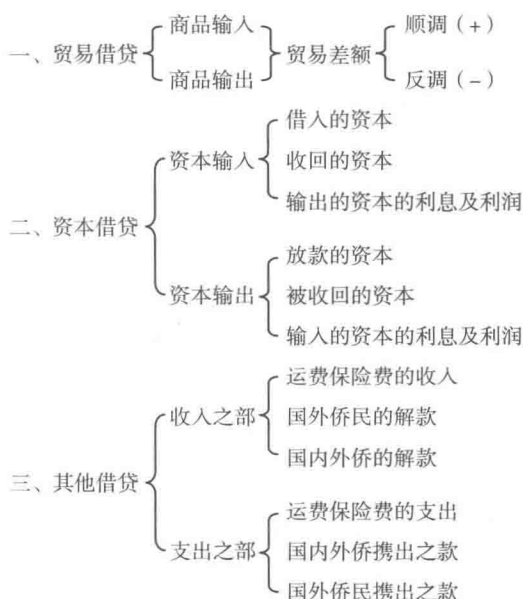 商品输入
顺调（+）
一、贸易借贷
贸易差额
商品输出
反调（-）
借入的资本
资本输入
收回的资本
输出的资本的利息及利润
二、资本借贷
放款的资本
资本输出
被收回的资本
输入的资本的利息及利润
运费保险费的收入
收入之部
国外侨民的解款
国内外侨的解款
三、其他借贷
运费保险费的支出
支出之部
国内外侨携出之款
国外侨民携出之款